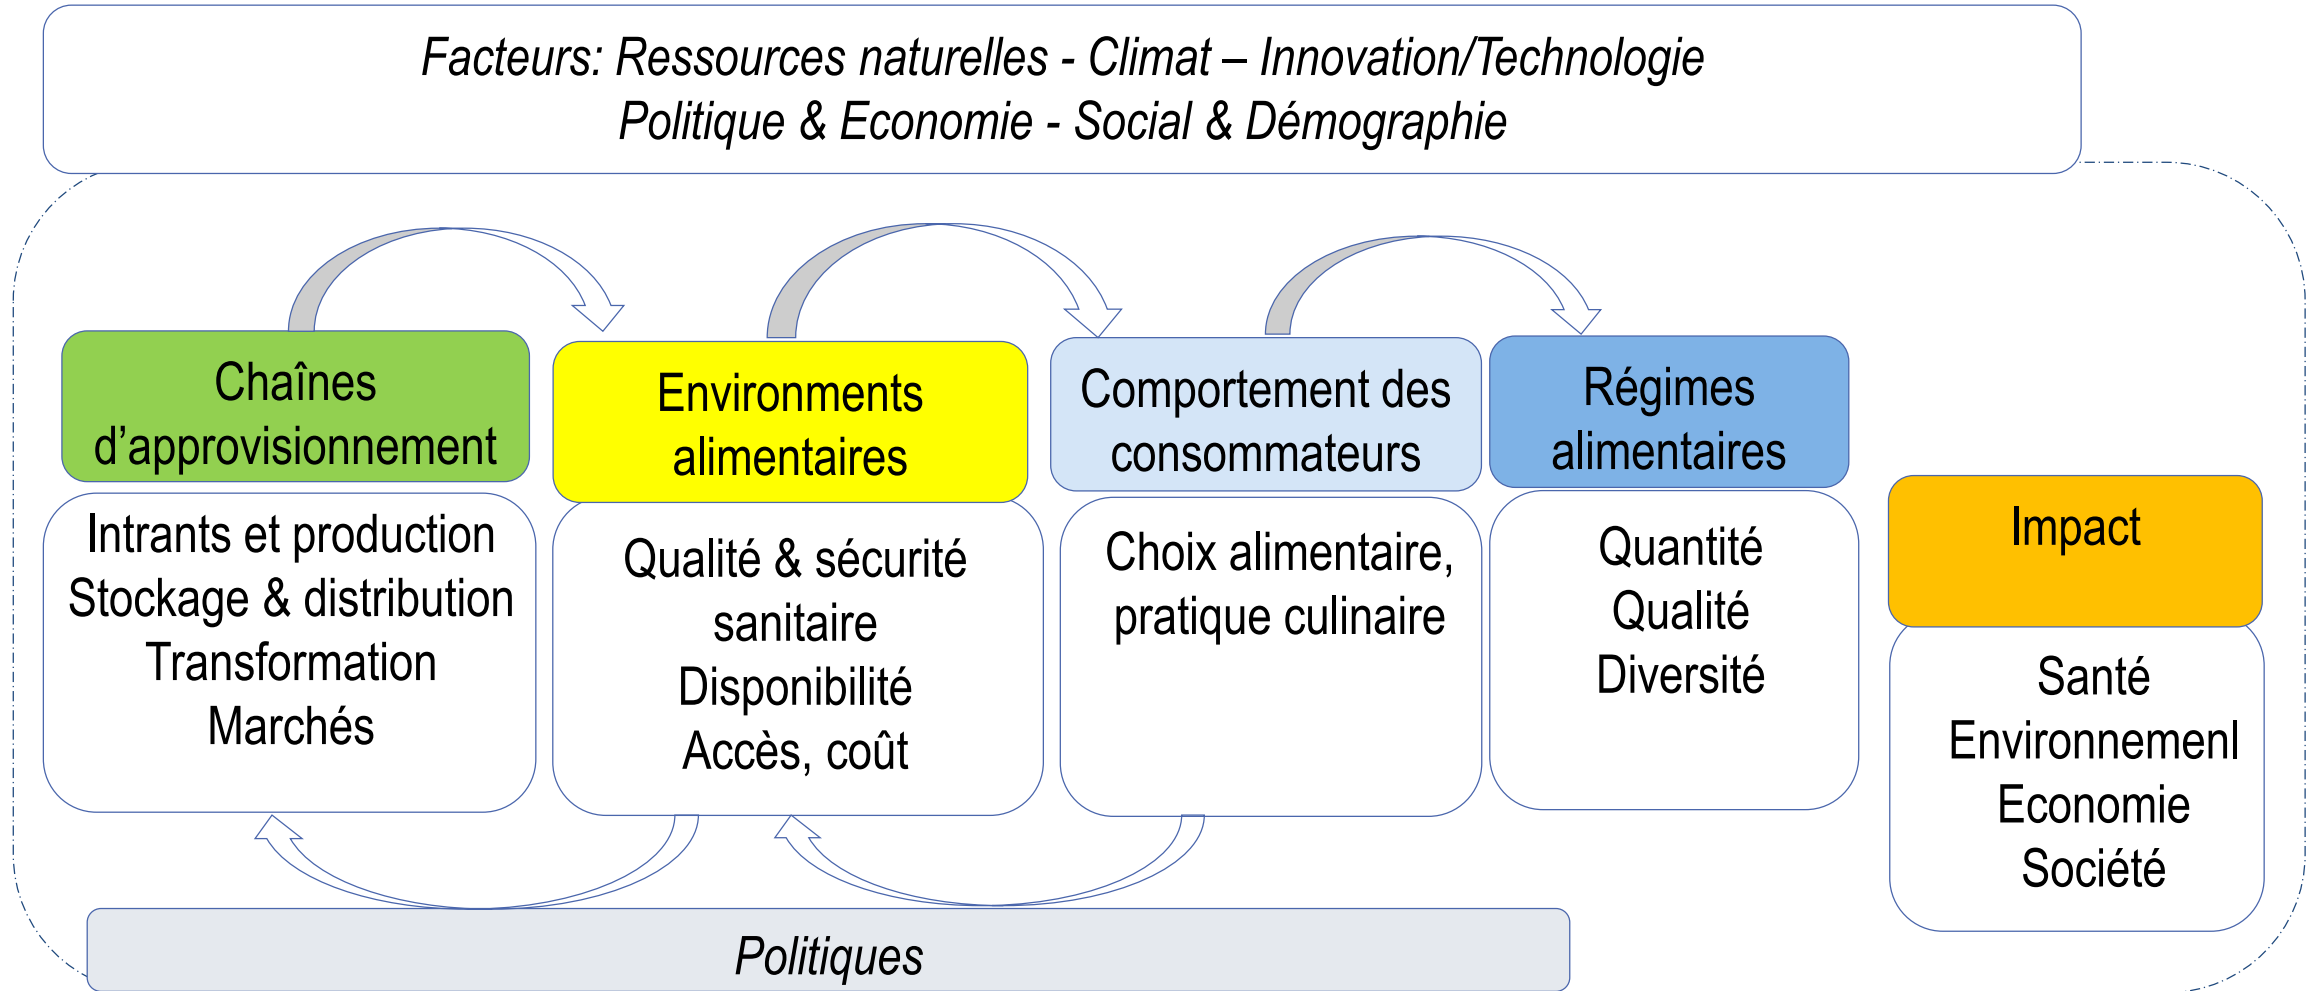 Facteurs: Ressources naturelles - Climat – Innovation/Technologie
Politique & Economie - Social & Démographie
Chaînes
d’approvisionnement
Intrants et production
Stockage & distribution
Transformation
Marchés
Environments
alimentaires
Qualité & sécurité
sanitaire
Disponibilité
Accès, coût
Comportement des
consommateurs
Choix alimentaire,
pratique culinaire
Régimes
alimentaires
Quantité
Qualité
Diversité
Impact
Santé
Environnemenl
Economie
Société
Politiques